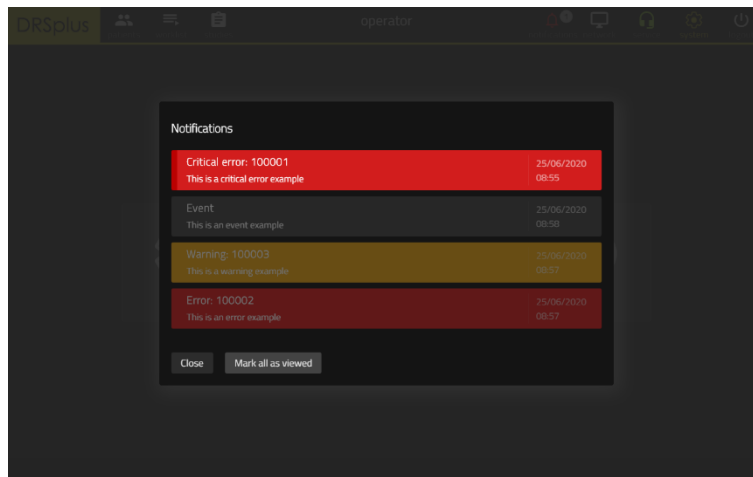 DRSplus
operator
Notifications
Critical error: 100001
25/06/2020
This is a critical error example
08:55
Event
25/06/2020
This is an event example
08:58
Warning: 100003
25/06/2020
This is a warning example
08:57
Error: 100002
25/06/2020
This is an error example
08:57
Close
Mark all as viewed